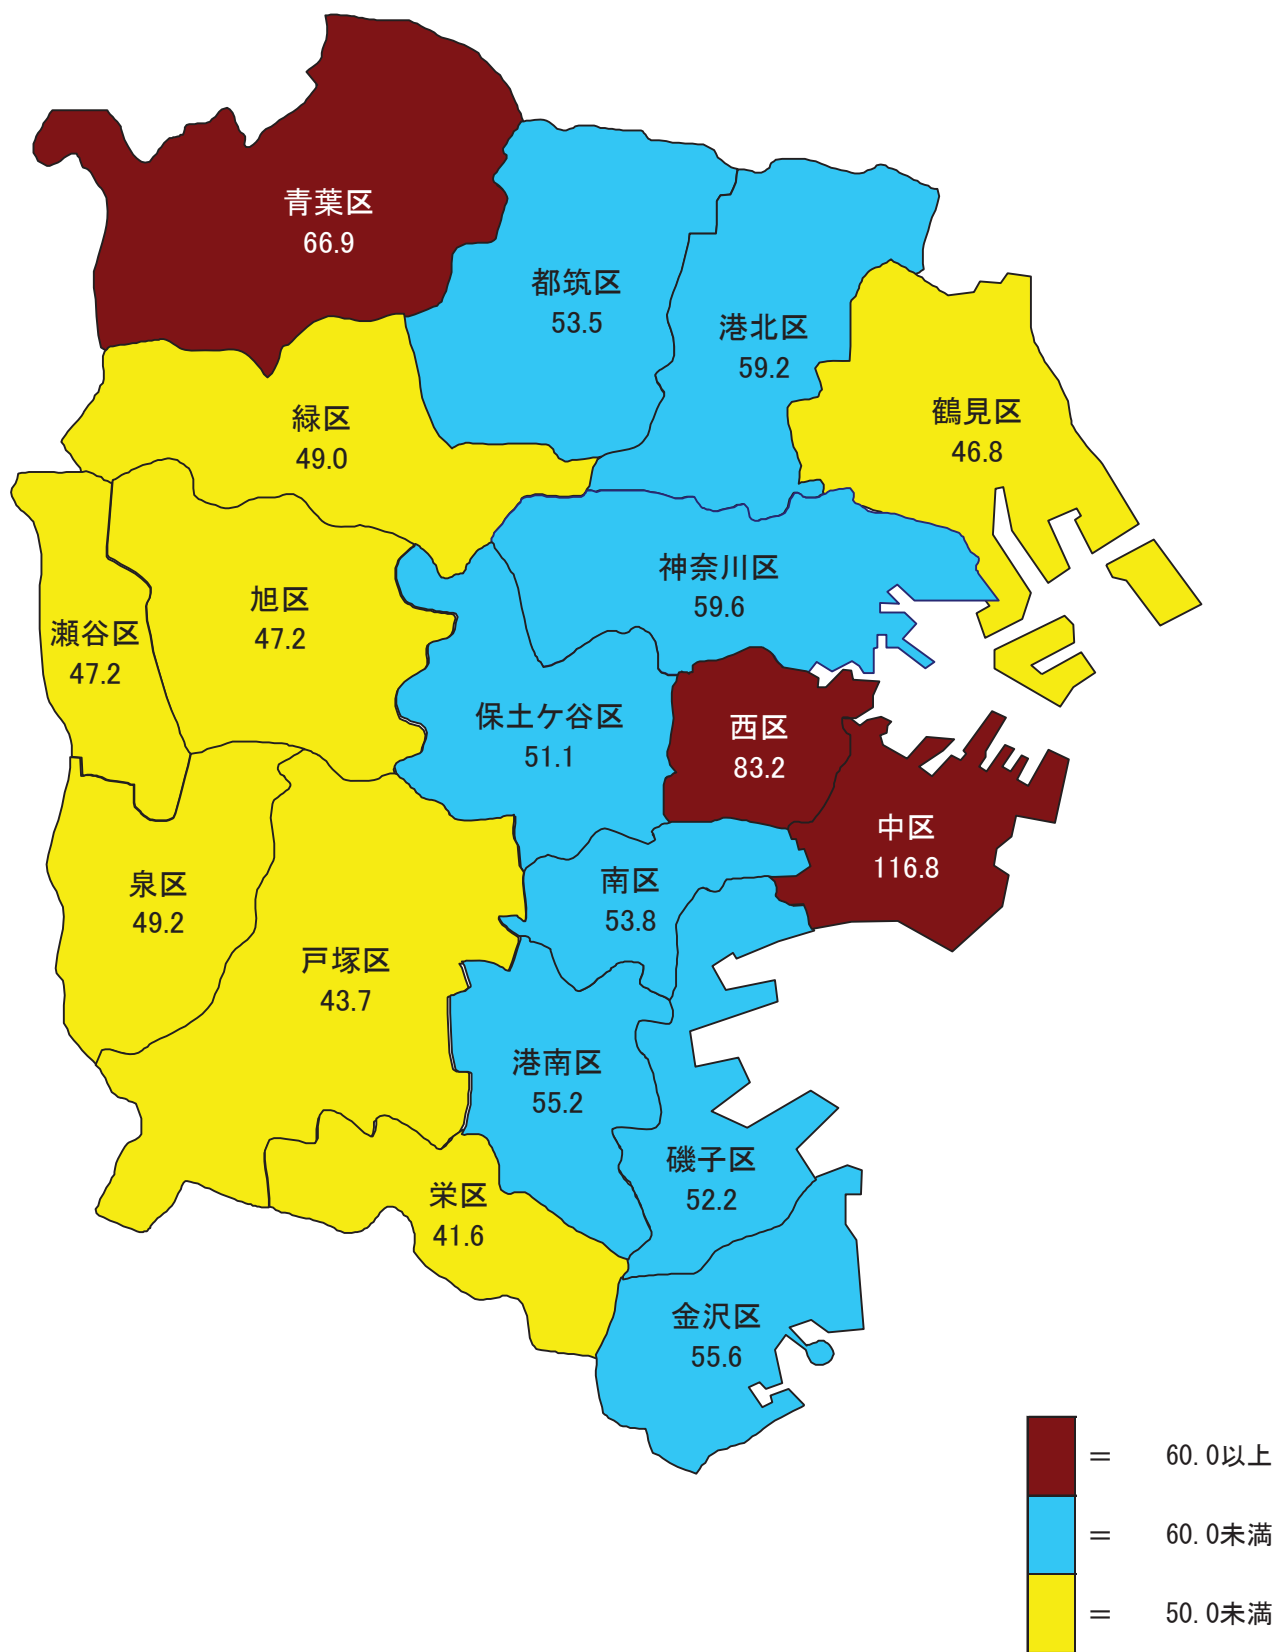 青葉区
66.9
都筑区
53.5
港北区
59.2
鶴見区
46.8
緑区
49.0
神奈川区
59.6
旭区
47.2
瀬谷区
47.2
保土ケ谷区
51.1
西区
83.2
中区
116.8
泉区
49.2
南区
53.8
戸塚区
43.7
港南区
55.2
磯子区
52.2
栄区
41.6
金沢区
55.6
＝ 60.0以上
＝ 60.0未満
＝ 50.0未満